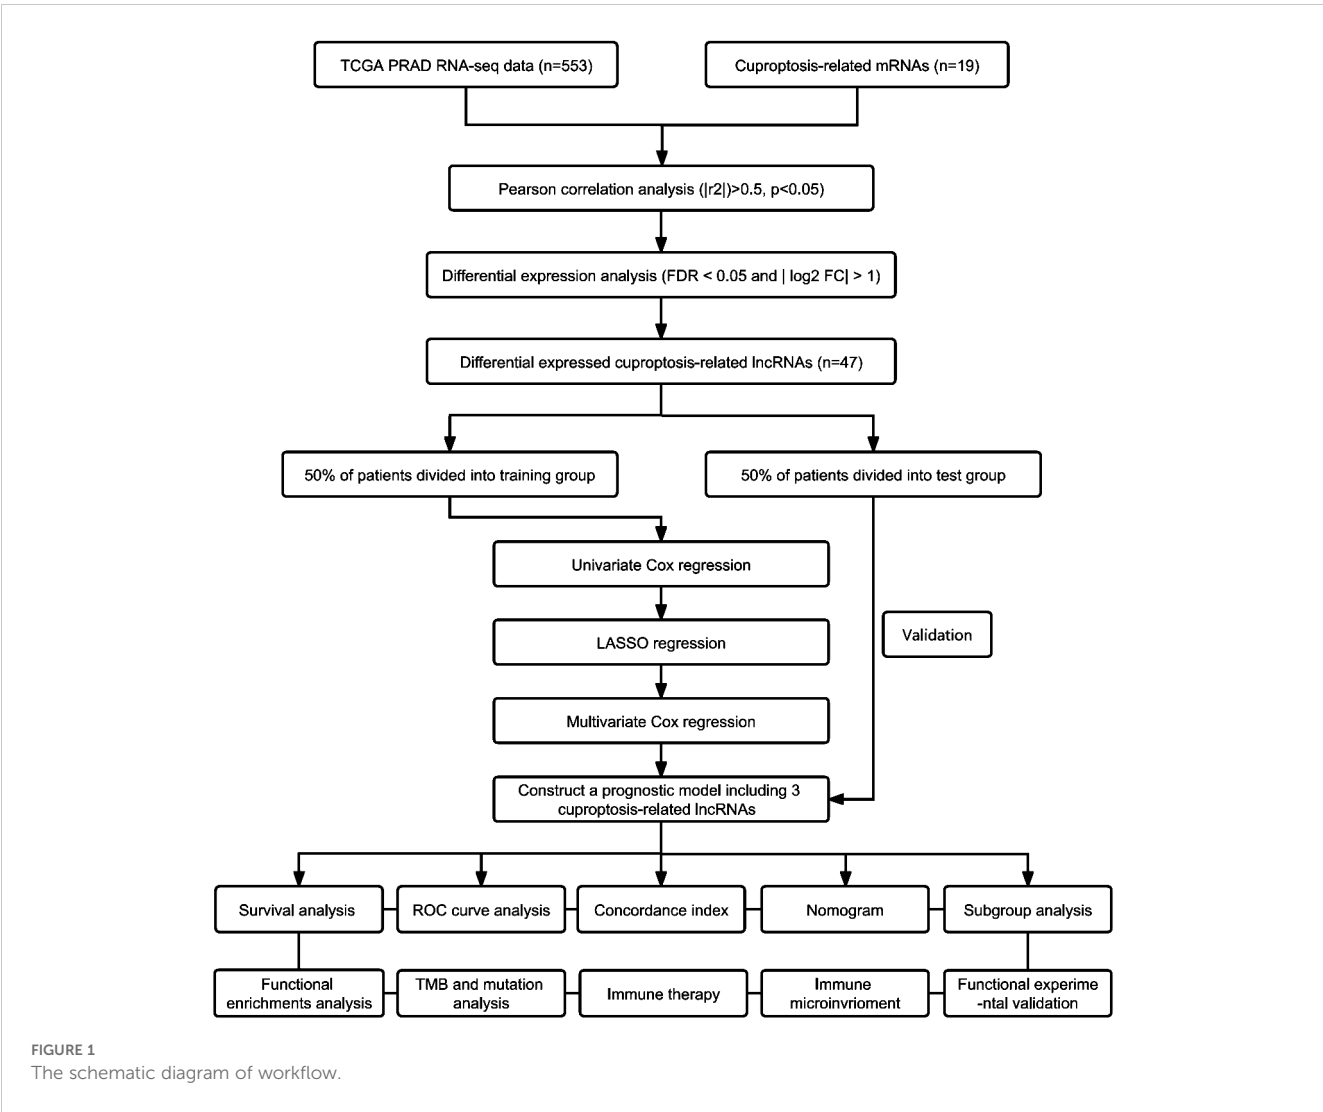 TCGA PRAD RNA-seq data (n=553)
Cuproptosis-related mRNAs (n=19)
Pearson correlation analysis (|r2|)>0.5, p<0.05)
Differential expression analysis (FDR < 0.05 and | log2 FC| > 1)
Differential expressed cuproptosis-related lncRNAs (n=47)
50% of patients divided into training group
50% of patients divided into test group
Univariate Cox regression
LASSO regression
Validation
Multivariate Cox regression
Construct a prognostic model including 3
cuproptosis-related lncRNAs
Survival analysis
ROC curve analysis
Concordance index
Nomogram
Subgroup analysis
Functional
enrichments analysis
TMB and mutation
analysis
Immune therapy
Immune
microinvrioment
Functional experime
-ntal validation
FIGURE 1
The schematic diagram of workflow.